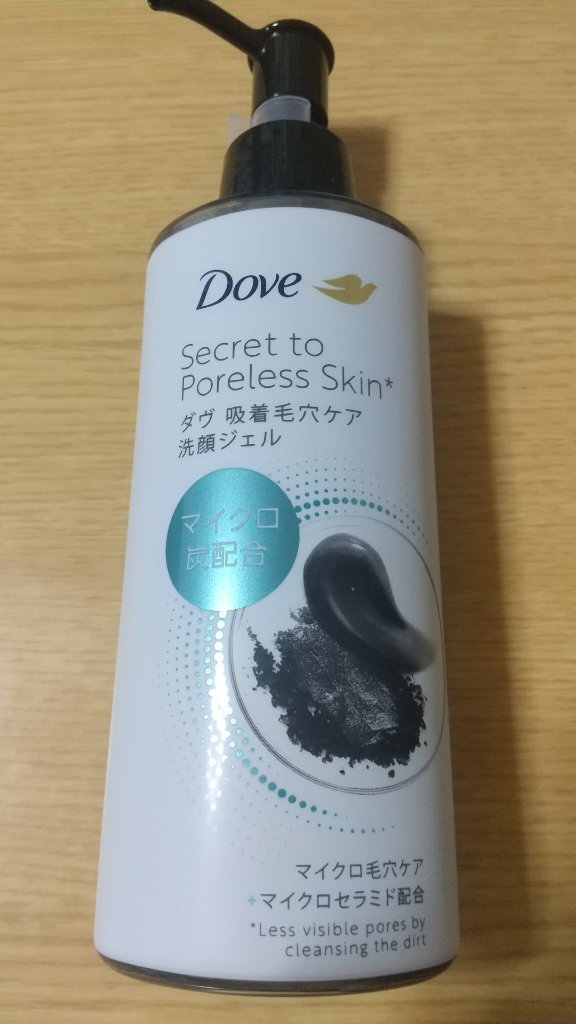 Dove
Secret to
Poreless Skin*
ダヴ 吸着毛穴ケア
洗顔ジェル
マイクロ
炭配合
マイクロ毛穴ケア
+マイクロセラミド配合
*Less visible pores by
cleansing the dirt